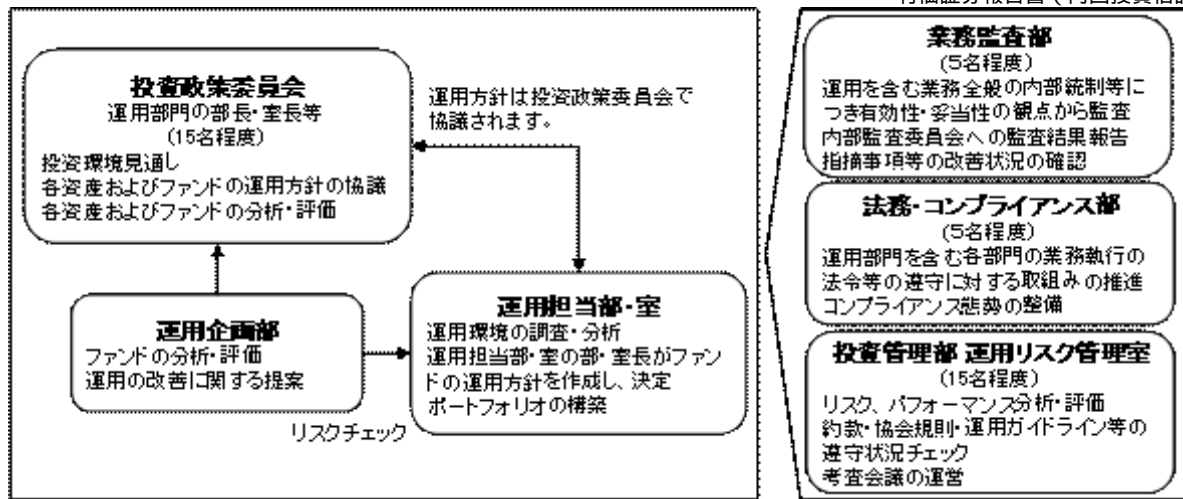 投資政策委員会
運用部門の部長・室長等
(15名程度)
投資環境見通し
各資産およびファンドの運用方針の協議
各資産およびファンドの分析・評価
運用方針は投資政策委員会で
協議されます。
運用企画部
ファンドの分析・評価
運用の改善に関する提案
リスクチェック
運用担当部・室
運用環境の調査・分析
運用担当部・室の部・室長がファン
ドの運用方針を作成し、決定
ポートフォリオの構築
業務監査部
(5名程度)
運用を含む業務全般の内部統制等に
つき有効性・妥当性の観点から監査
内部監査委員会への監査結果報告
指摘事項等の改善状況の確認
法務・コンプライアンス部
(5名程度)
運用部門を含む各部門の業務執行の
法令等の遵守に対する取組みの推進
コンプライアンス態勢の整備
投資管理部 運用リスク管理室
(15名程度)
リスク、パフォーマンス分析・評価
約款・協会規則・運用ガイドライン等の
遵守状況チェック
考査会議の運営